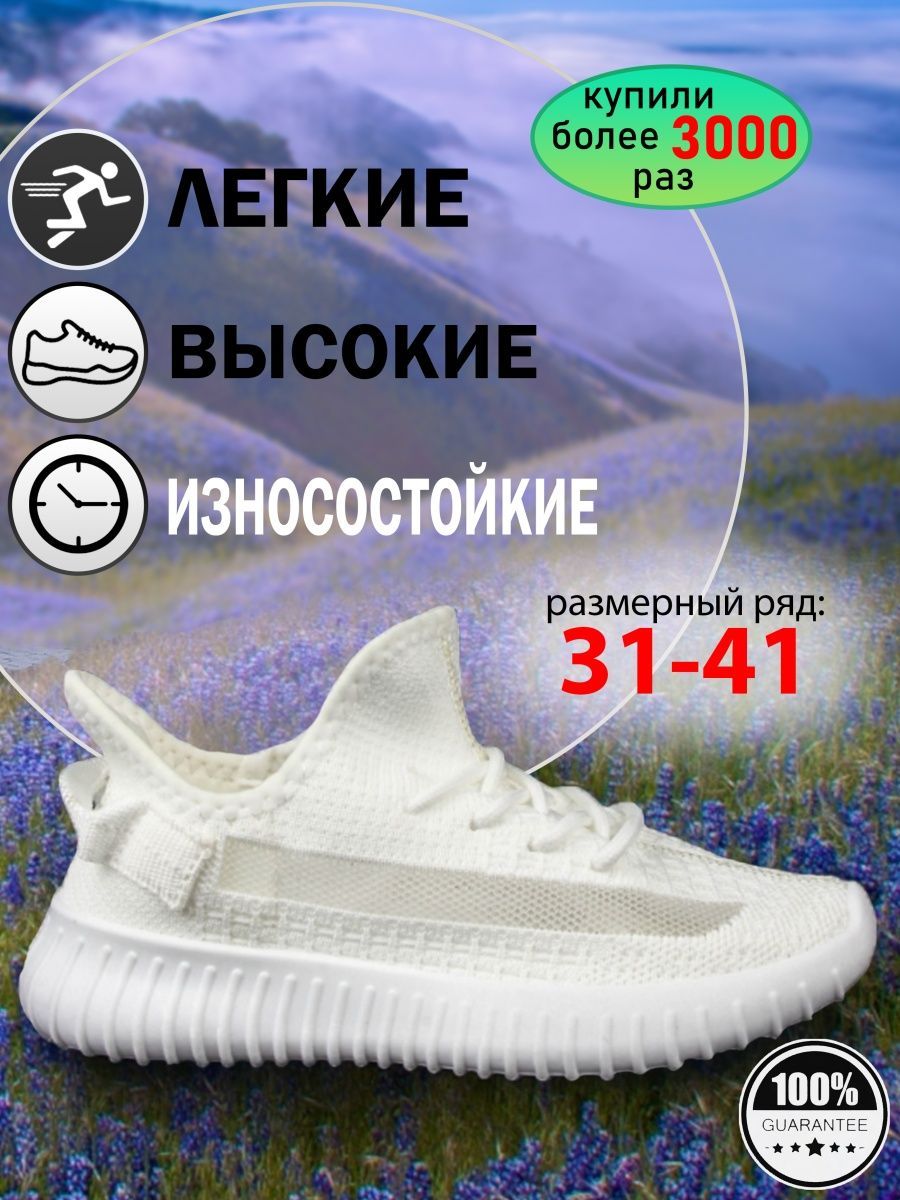 купили
более 3000
раз
ЛЕГКИЕ
ВЫСОКИЕ
ИЗНОСОСТОЙКИЕ
размерный ряд:
31-41
100%
GUARANTEE